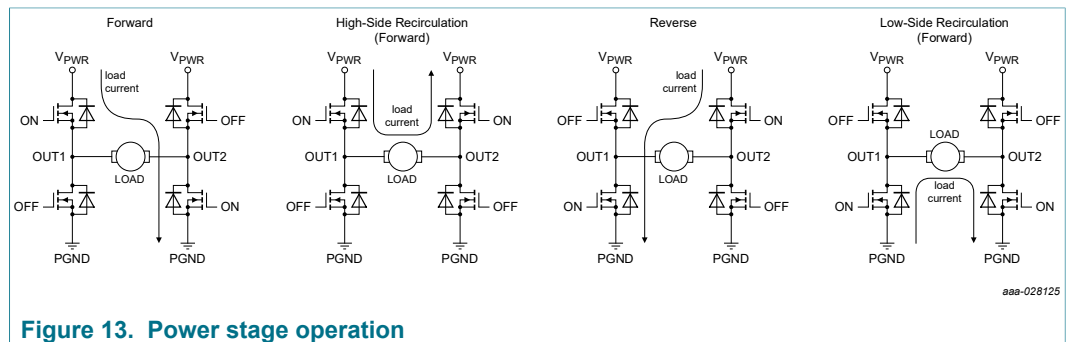 Forward
High-Side Recirculation
(Forward)
Reverse
Low-Side Recirculation
(Forward)
VPWR
VPWR
load
current
ON
OFF
OUT1
OUT2
LOAD
OFF
ON
PGND
PGND
VPWR
VPWR
load
current
ON
ON
OUT1
OUT2
LOAD
OFF
OFF
PGND
PGND
VPWR
VPWR
load
current
OFF
ON
OUT1
OUT2
LOAD
ON
OFF
PGND
PGND
VPWR
VPWR
OFF
OFF
LOAD
OUT1
OUT2
load
current
ON
ON
PGND
PGND
aaa-028125
Figure 13. Power stage operation